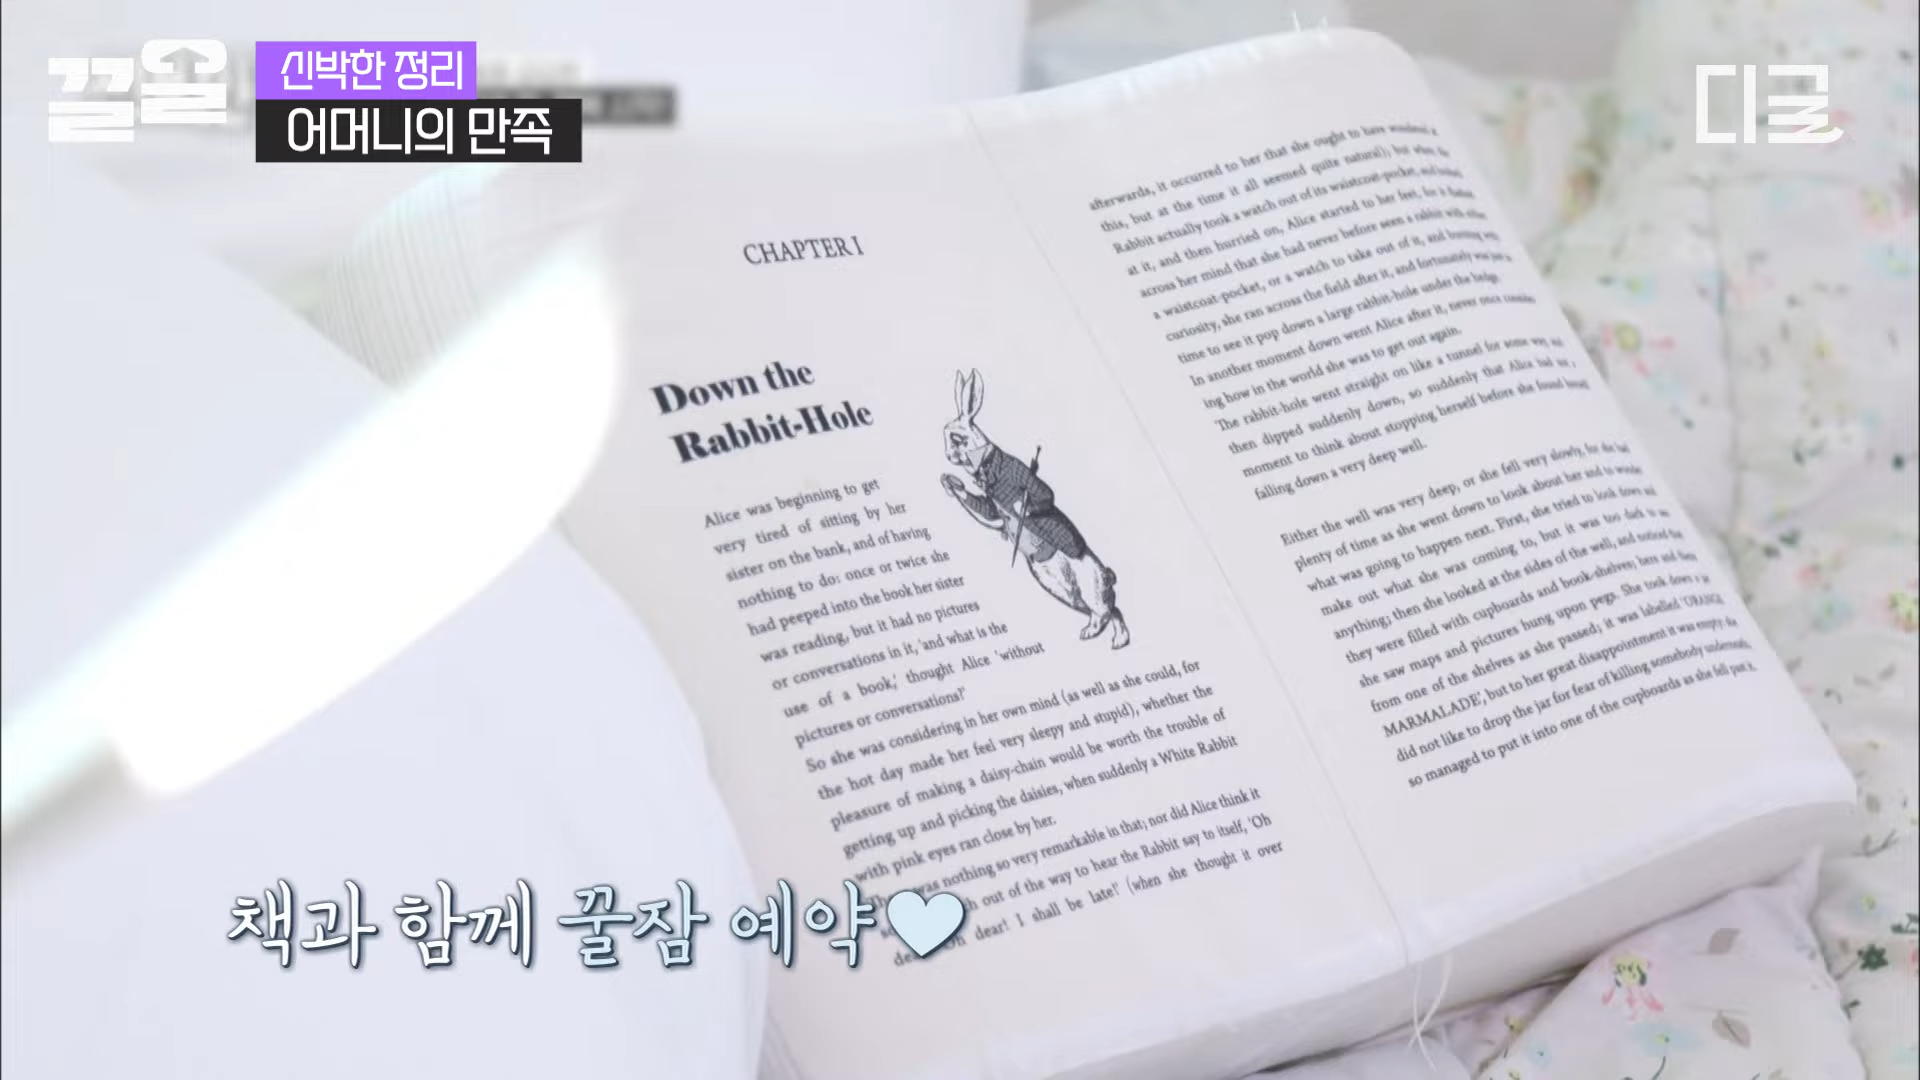 끌올
신박한 정리
어머니의 만족
디글
CHAPTER I
Down the
Rabbit-Hole
Alice was beginning to get
very tired of sitting by her
sister on the bank, and of having
nothing to do: once or twice she
had peeped into the book her sister
was reading, but it had no pictures
or conversations in it, 'and what is the
use of a book,' thought Alice 'without
pictures or conversations?'
So she was considering in her own mind (as well as she could, for
the hot day made her feel very sleepy and stupid), whether the
pleasure of making a daisy-chain would be worth the trouble of
getting up and picking the daisies, when suddenly a White Rabbit
with pink eyes ran close by her.
was nothing so very remarkable in that; nor did Alice think it
out of the way to hear the Rabbit say to itself, 'Oh
dear! I shall be late!' (when she thought it over
afterwards, it occurred to her that she ought to have wondered a
this, but at the time it all seemed quite natural); but when the
Rabbit actually took a watch out of its waistcoat-pocket, and looked
at it, and then hurried on, Alice started to her feet, for it flashed
across her mind that she had never before seen a rabbit with either
a waistcoat-pocket, or a watch to take out of it, and burning with
curiosity, she ran across the field after it, and fortunately was just
time to see it pop down a large rabbit-hole under the hedge.
In another moment down went Alice after it, never once consider
ing how in the world she was to get out again.
The rabbit-hole went straight on like a tunnel for some way, and
then dipped suddenly down, so suddenly that Alice had not a
moment to think about stopping herself before she found herself
falling down a very deep well.
Either the well was very deep, or she fell very slowly, for she had
plenty of time as she went down to look about her and to wonder
what was going to happen next. First, she tried to look down and
make out what she was coming to, but it was too dark to see
anything; then she looked at the sides of the well, and noticed that
they were filled with cupboards and book-shelves; here and there
she saw maps and pictures hung upon pegs. She took down a jar
from one of the shelves as she passed; it was labelled 'ORANGE
MARMALADE', but to her great disappointment it was empty: she
did not like to drop the jar for fear of killing somebody underneath,
so managed to put it into one of the cupboards as she fell past it.
책과 함께 꿀잠 예약♥